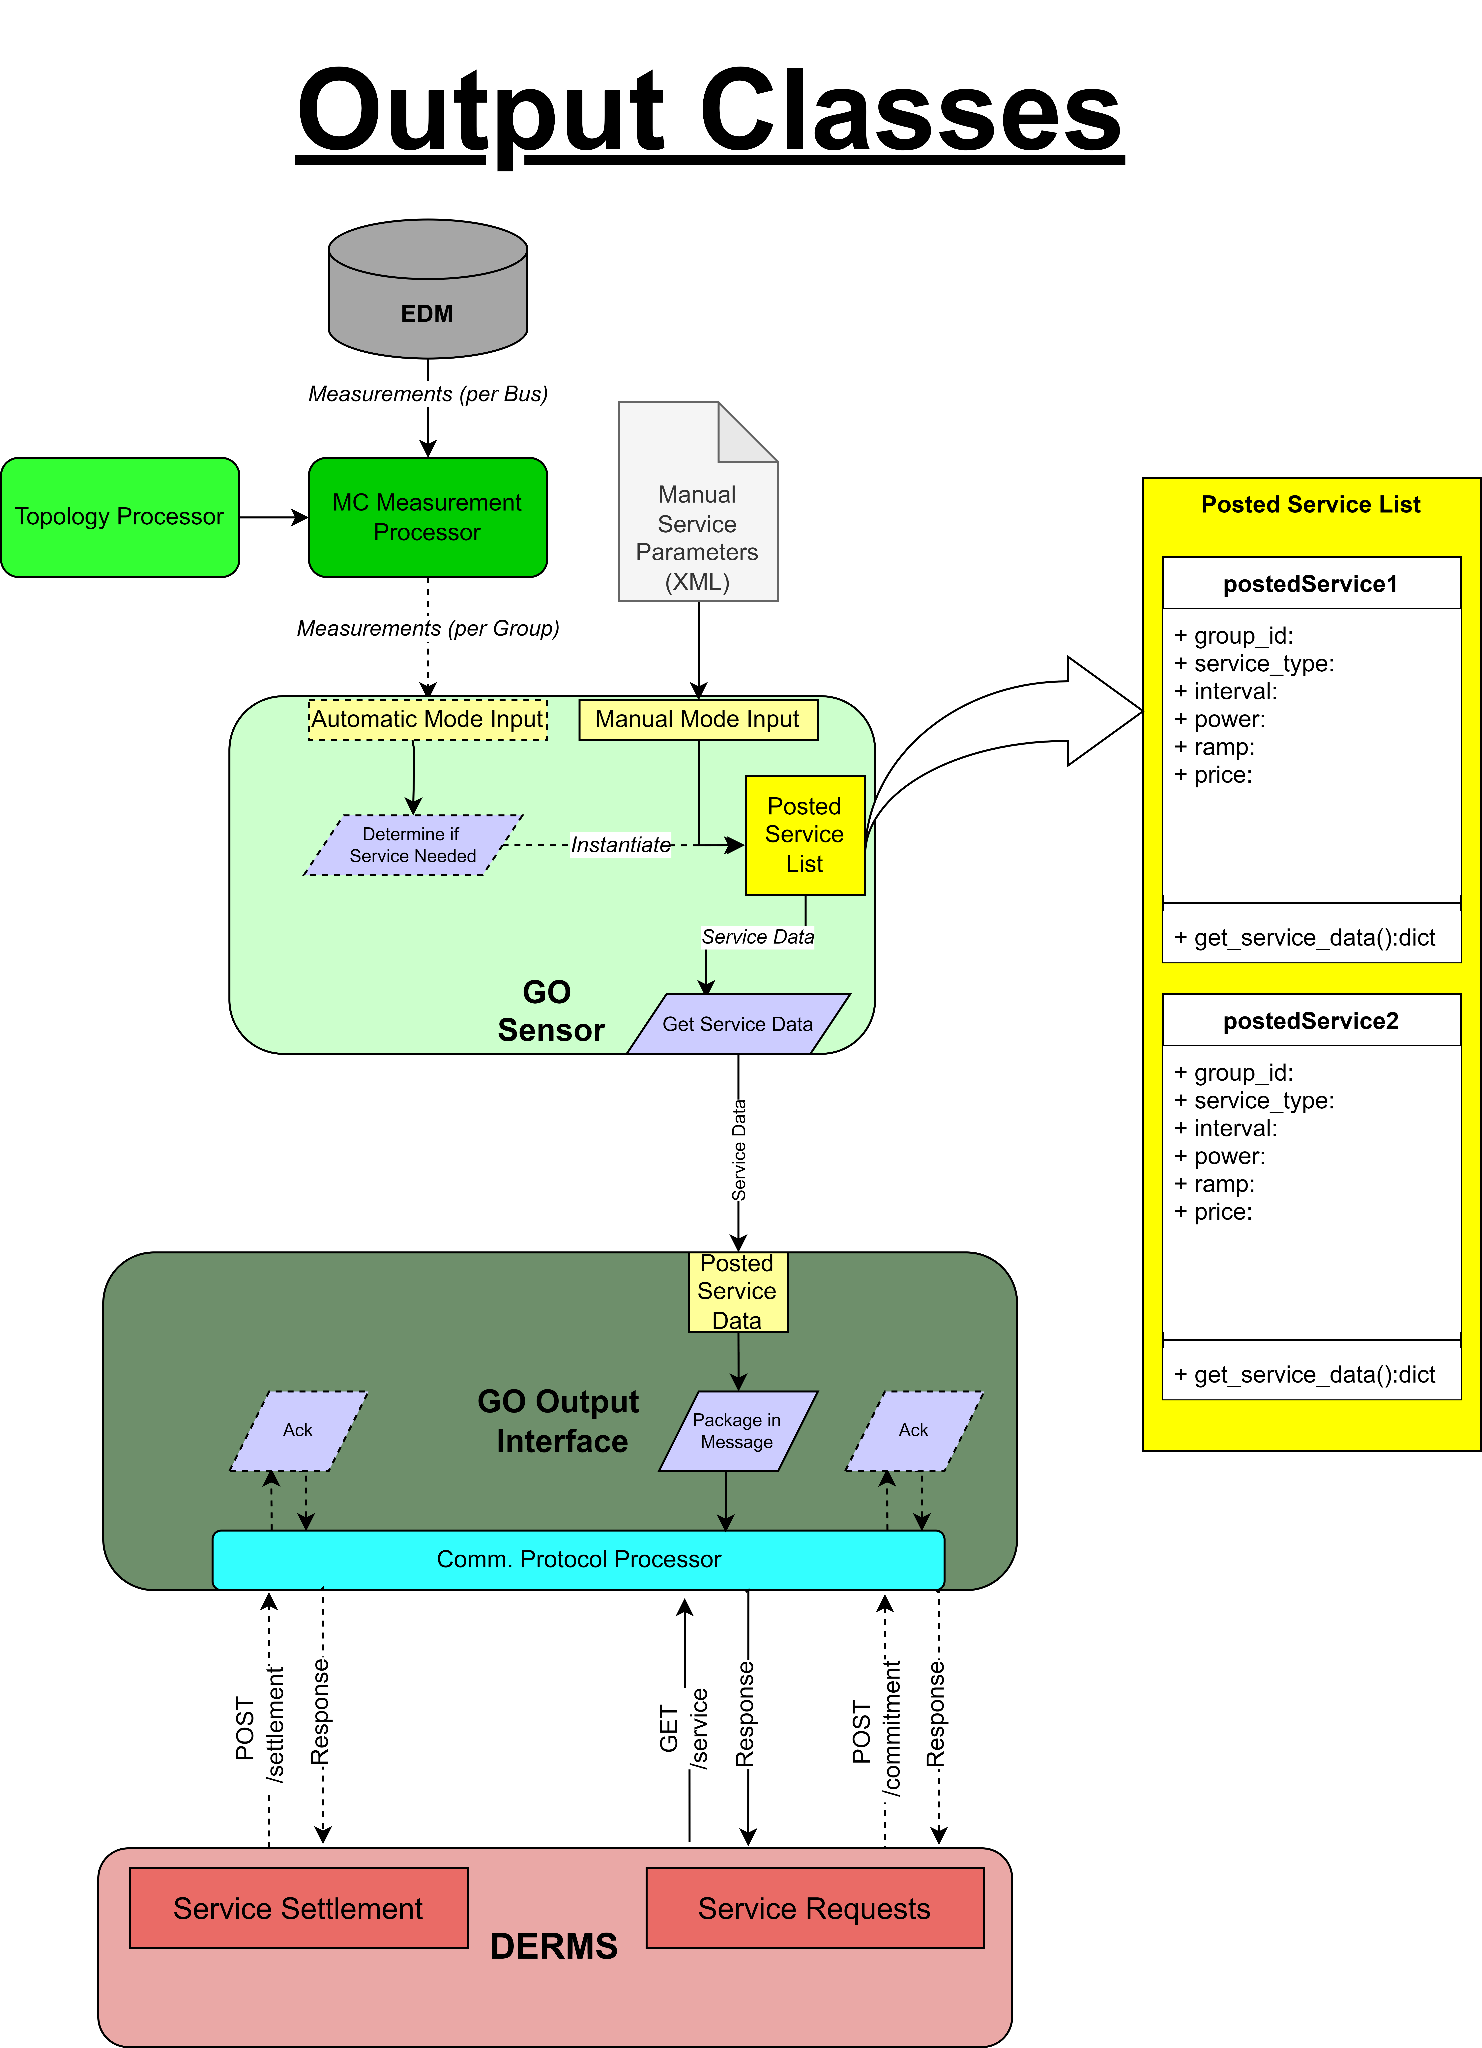 Output Classes
EDM
Measurements (per Bus)
Topology Processor
MC Measurement
Processor
Manual
Service
Parameters
(XML)
Measurements (per Group)
Automatic Mode Input
Manual Mode Input
Determine if
Service Needed
Instantiate
Posted
Service
List
Service Data
GO
Sensor
Get Service Data
Posted Service List
postedService1
+ group_id:
+ service_type:
+ interval:
+ power:
+ ramp:
+ price:
+ get_service_data():dict
postedService2
+ group_id:
+ service_type:
+ interval:
+ power:
+ ramp:
+ price:
+ get_service_data():dict
Service Data
Posted
Service
Data
GO Output
Interface
Ack
Package in
Message
Ack
Comm. Protocol Processor
POST
/settlement
Response
GET
/service
Response
POST
/commitment
Response
Service Settlement
Service Requests
DERMS